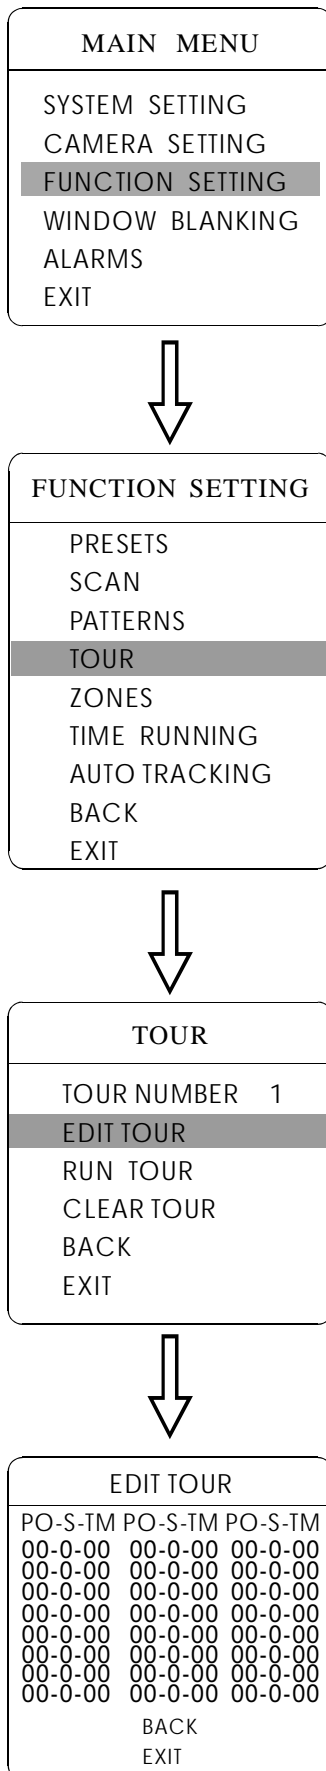 MAIN MENU
SYSTEM SETTING
CAMERA SETTING
FUNCTION SETTING
WINDOW BLANKING
ALARMS
EXIT
FUNCTION SETTING
PRESETS
SCAN
PATTERNS
TOUR
ZONES
TIME RUNNING
AUTO TRACKING
BACK
EXIT
TOUR
TOUR NUMBER 1
EDIT TOUR
RUN TOUR
CLEAR TOUR
BACK
EXIT
EDIT TOUR
PO-S-TM PO-S-TM PO-S-TM
00-0-00 00-0-00 00-0-00
00-0-00 00-0-00 00-0-00
00-0-00 00-0-00 00-0-00
00-0-00 00-0-00 00-0-00
00-0-00 00-0-00 00-0-00
00-0-00 00-0-00 00-0-00
00-0-00 00-0-00 00-0-00
00-0-00 00-0-00 00-0-00
BACK
EXIT